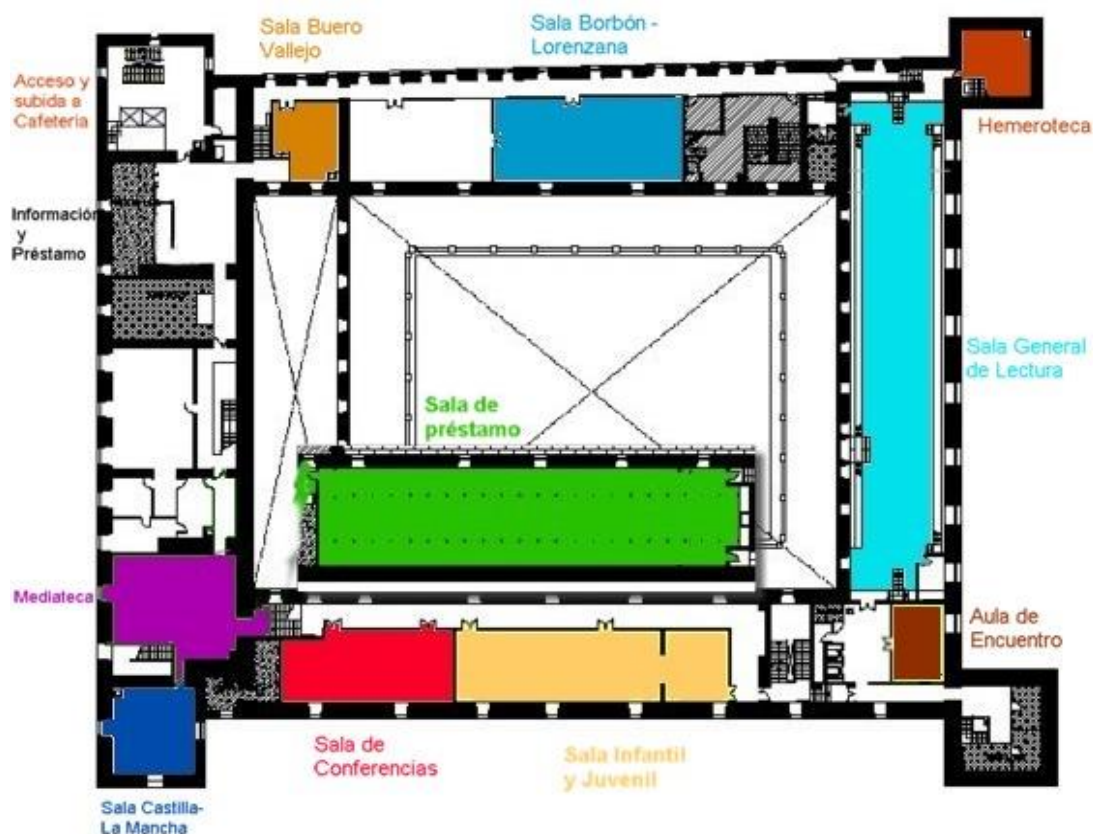 Sala Buero
Vallejo
Sala Borbón -
Lorenzana
Acceso y
subida a
Cafetería
Hemeroteca
Información
y
Préstamo
Sala General
de Lectura
Sala de
préstamo
Mediateca
Aula de
Encuentro
Sala de
Conferencias
Sala Infantil
y Juvenil
Sala Castilla-
La Mancha